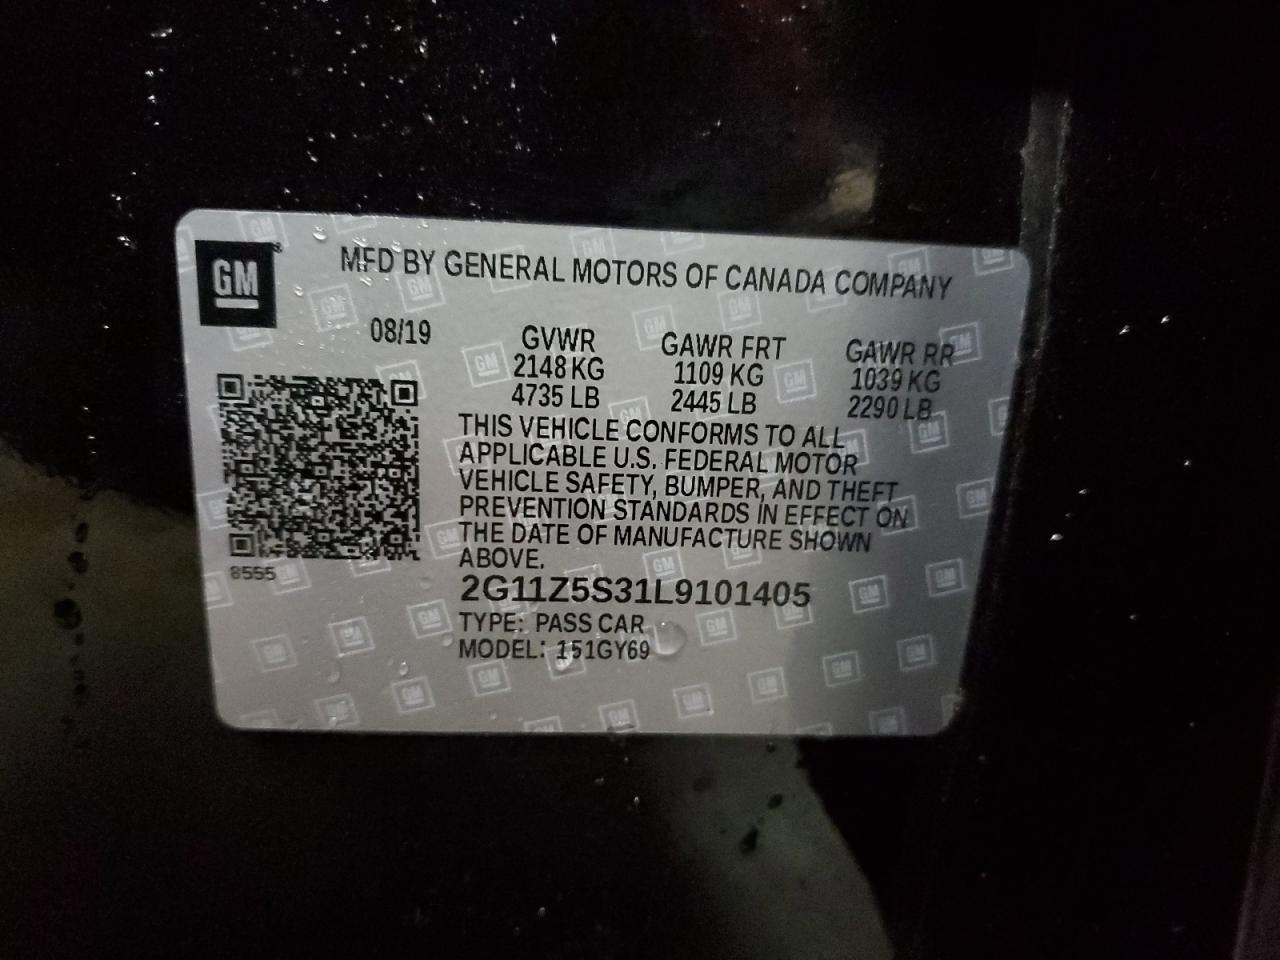 GM
MFD BY GENERAL MOTORS OF CANADA COMPANY
08/19
GVWR
2148 KG
4735 LB
GAWR FRT
1109 KG
2445 LB
GAWR RR
1039 KG
2290 LB
THIS VEHICLE CONFORMS TO ALL
APPLICABLE U.S. FEDERAL MOTOR
VEHICLE SAFETY, BUMPER, AND THEFT
PREVENTION STANDARDS IN EFFECT ON
THE DATE OF MANUFACTURE SHOWN
ABOVE.
8555
2G11Z5S31L9101405
TYPE: PASS CAR
MODEL: 151GY69